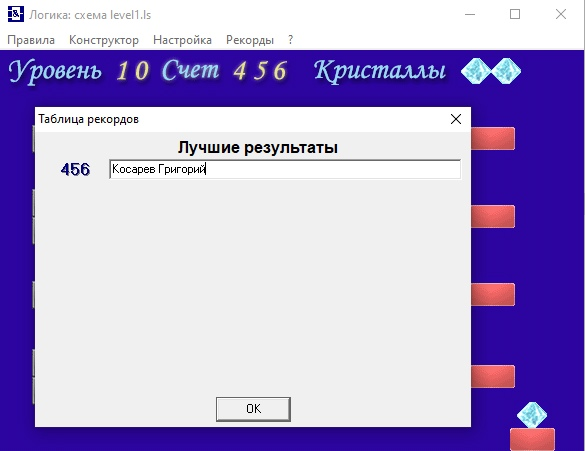 Логика: схема level1.ls
Правила Конструктор Настройка Рекорды ?
Уровень 10 Счет 456 Кристаллы
Таблица рекордов
Лучшие результаты
456 Косарев Григорий
OK